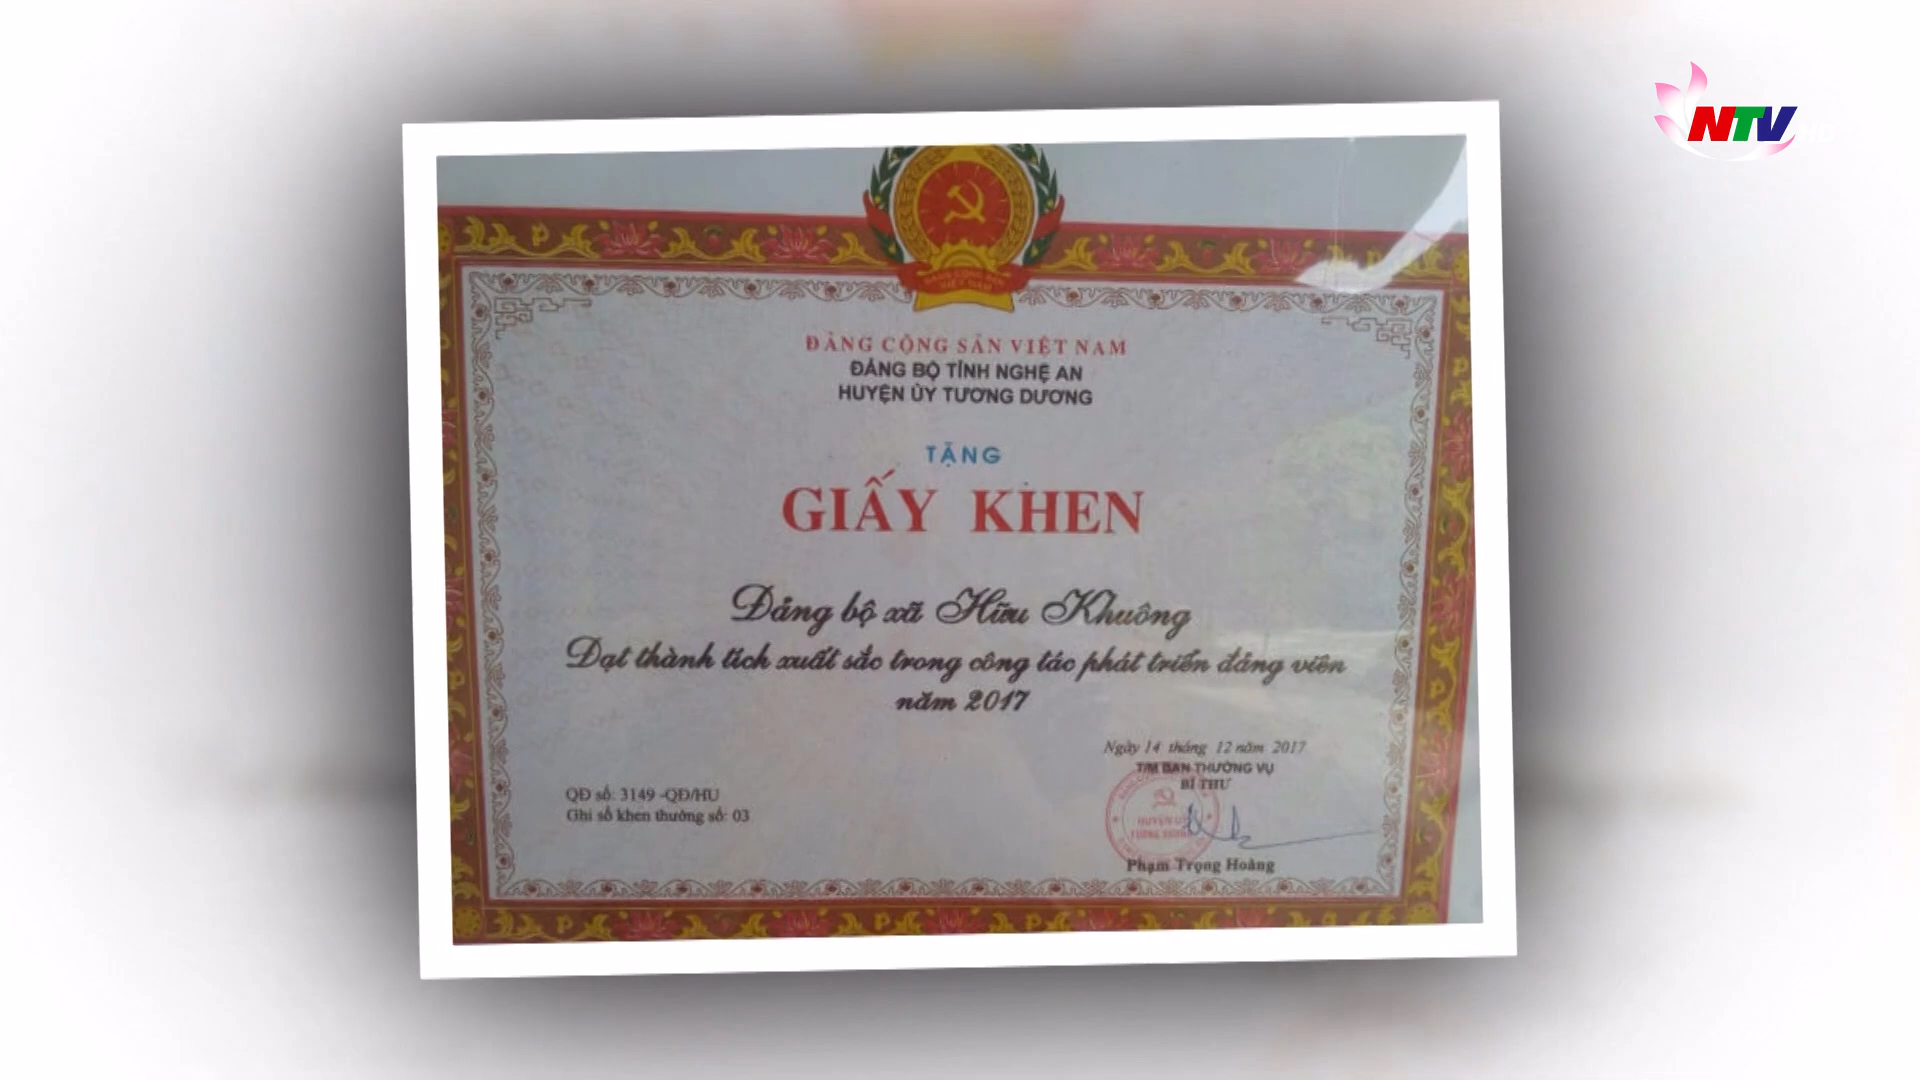 NTV
ĐẢNG CỘNG SẢN VIỆT NAM
ĐẢNG BỘ TỈNH NGHỆ AN
HUYỆN ỦY TƯƠNG DƯƠNG
TẶNG
GIẤY KHEN
Đảng bộ xã Hữu Khuông
Đạt thành tích xuất sắc trong công tác phát triển đảng viên
năm 2017
Ngày 14 tháng 12 năm 2017
T/M BAN THƯỜNG VỤ
BÍ THƯ
QĐ số: 3149 -QĐ/HU
Ghi sổ khen thưởng số: 03
HUYỆN ỦY
Phạm Trọng Hoàng